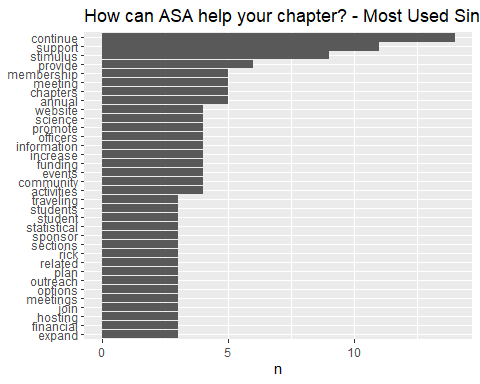 How can ASA help your chapter? - Most Used Sin
continue
support
stimulus
provide
membership
meeting
chapters
annual
website
science
promote
officers
information
increase
funding
events
community
activities
traveling
students
student
statistical
sponsor
sections
rick
related
plan
outreach
options
meetings
join
hosting
financial
expand
0 5 10
n